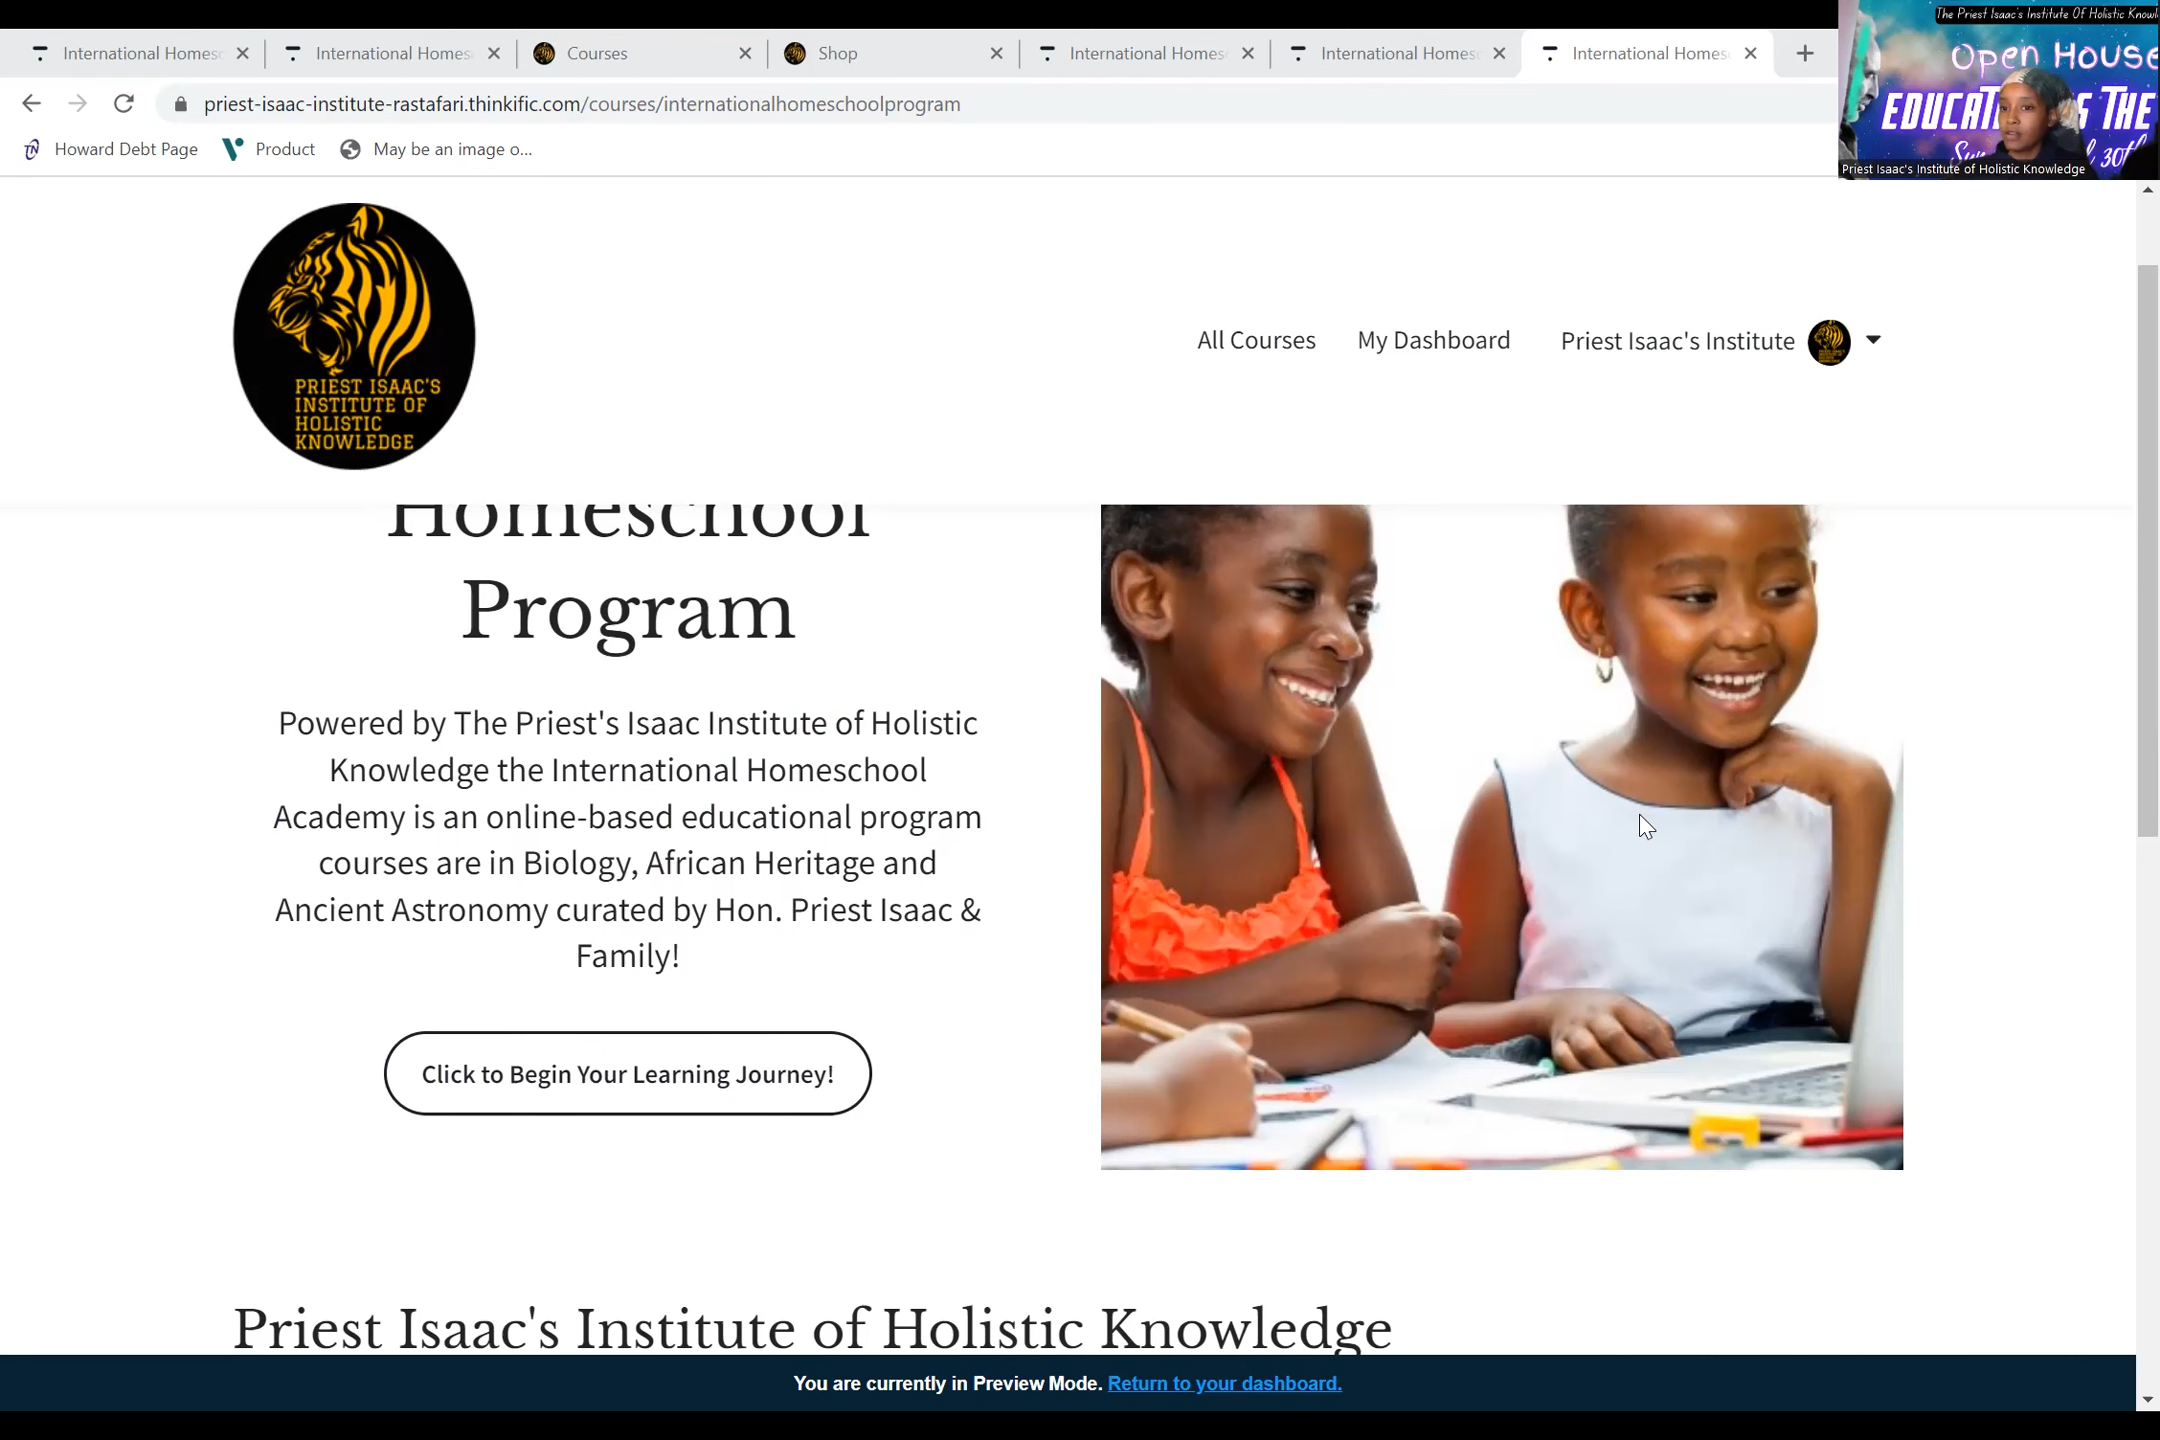 The Priest Isaac's Institute Of Holistic
Open House
THE
30th
Priest Isaac's Institute of Holistic Knowledge
International Homes
International Homes
Courses
Shop
International Homes
International Homes
International Homes
priest-isaac-institute-rastafari.thinkific.com/courses/internationalhomeschoolprogram
Howard Debt Page
Product
May be an image o...
PRIEST ISAAC'S
INSTITUTE OF
HOLISTIC
KNOWLEDGE
All Courses
My Dashboard
Priest Isaac's Institute
Homeschool
Program
Powered by The Priest's Isaac Institute of Holistic
Knowledge the International Homeschool
Academy is an online-based educational program
courses are in Biology, African Heritage and
Ancient Astronomy curated by Hon. Priest Isaac &
Family!
Click to Begin Your Learning Journey!
Priest Isaac's Institute of Holistic Knowledge
You are currently in Preview Mode. Return to your dashboard.